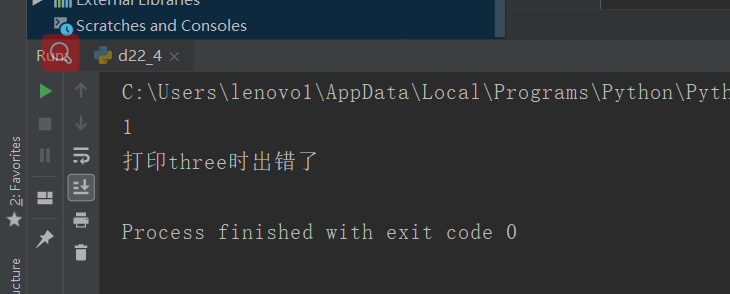 External Libraries
Scratches and Consoles
Run:
d22_4
C:\Users\lenovo1\AppData\Local\Programs\Python\Pyth
1
打印three时出错了
Process finished with exit code 0
2: Favorites
ucture